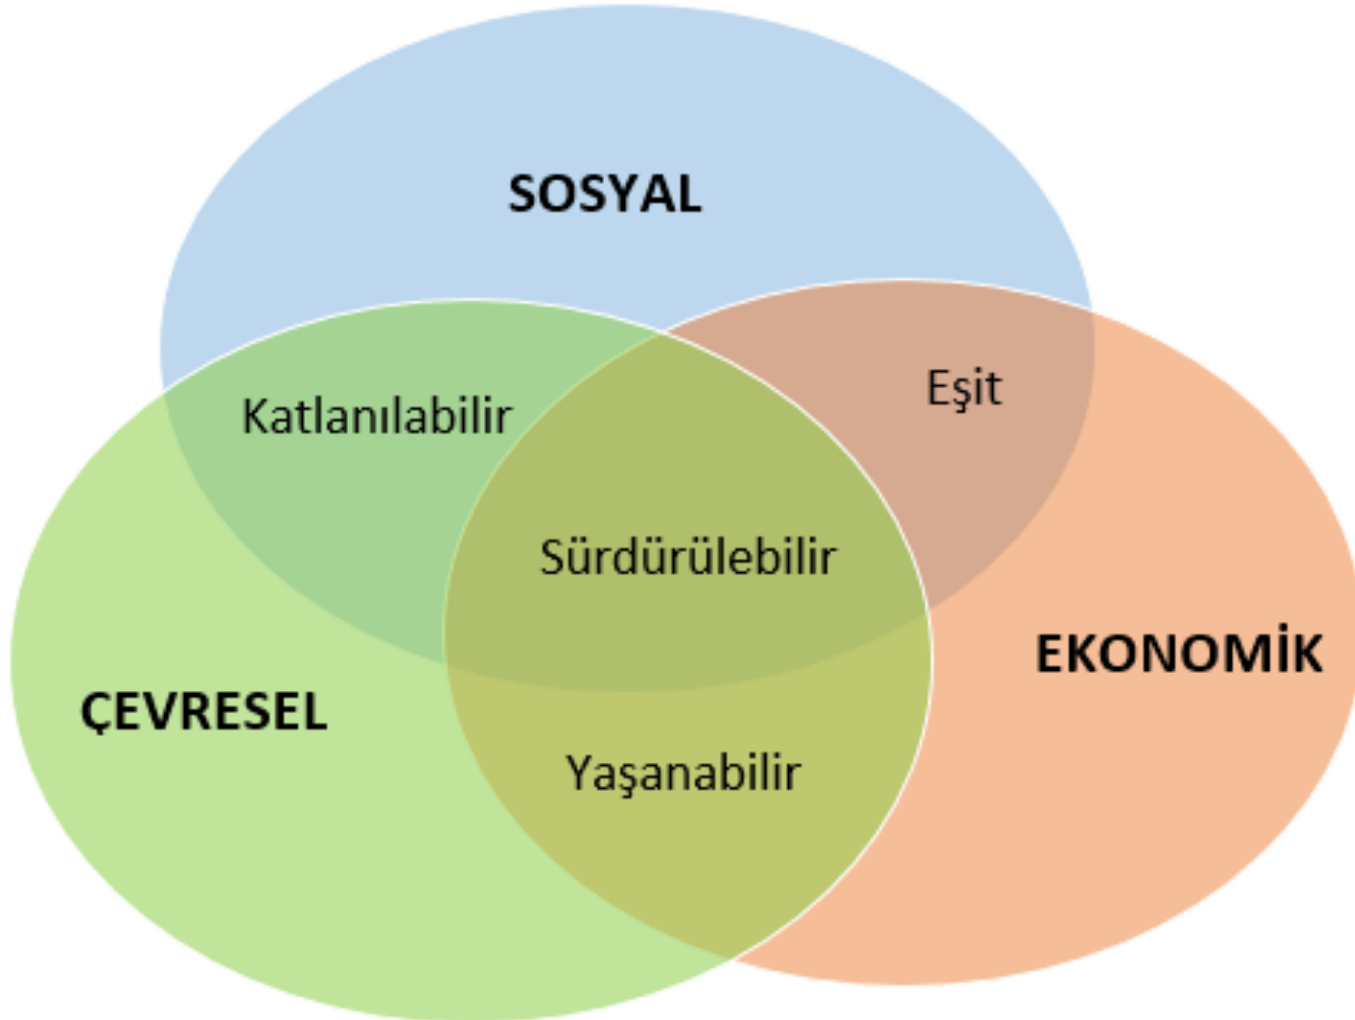 SOSYAL
Eşit
Katlanılabilir
Sürdürülebilir
EKONOMİK
ÇEVRESEL
Yaşanabilir